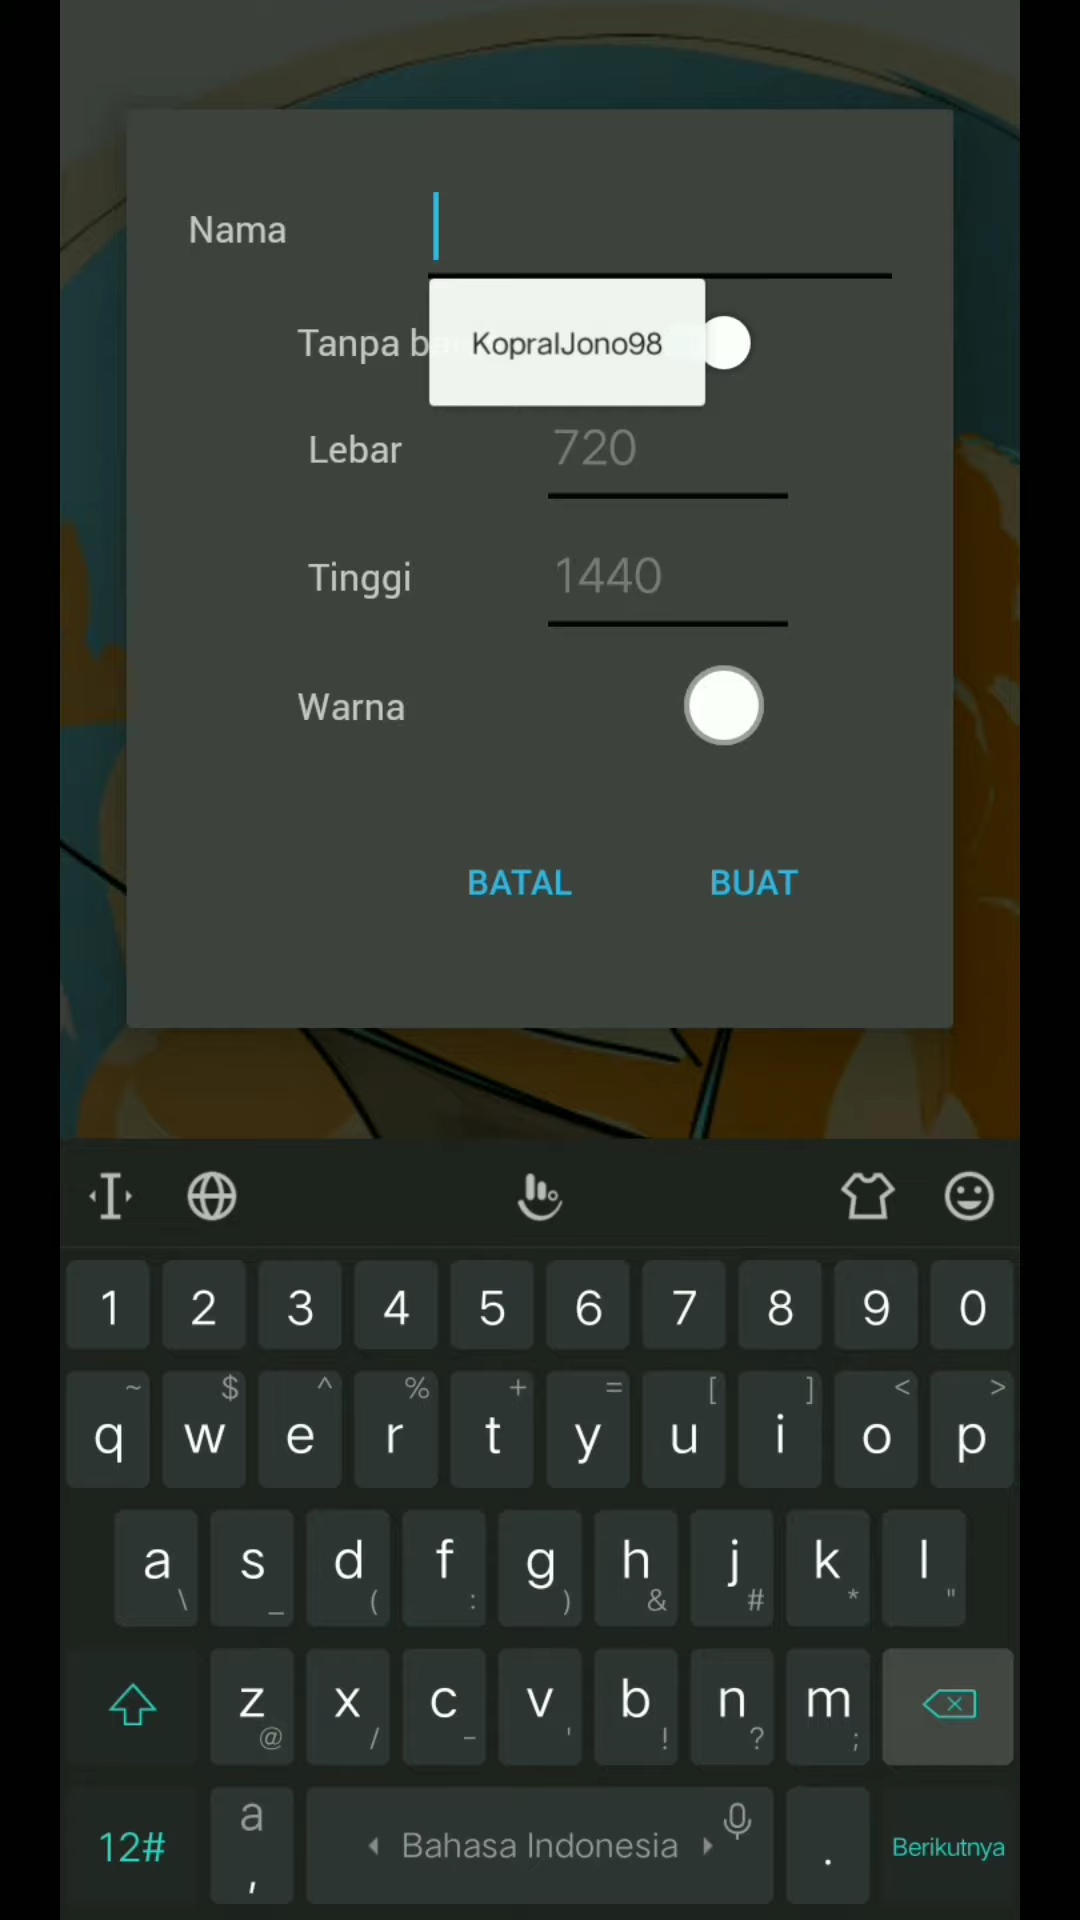 Nama
Tanpa ba
KopralJono98
Lebar 720
Tinggi 1440
Warna
BATAL BUAT
1 2 3 4 5 6 7 8 9 0
~ $ ^ % + = [ ] < >
q w e r t y u i o p
a s d f g h j k l
\ _ ( : ) & # * "
z x c v b n m
@ / - ' ! ? ;
12# a , Bahasa Indonesia . Berikutnya